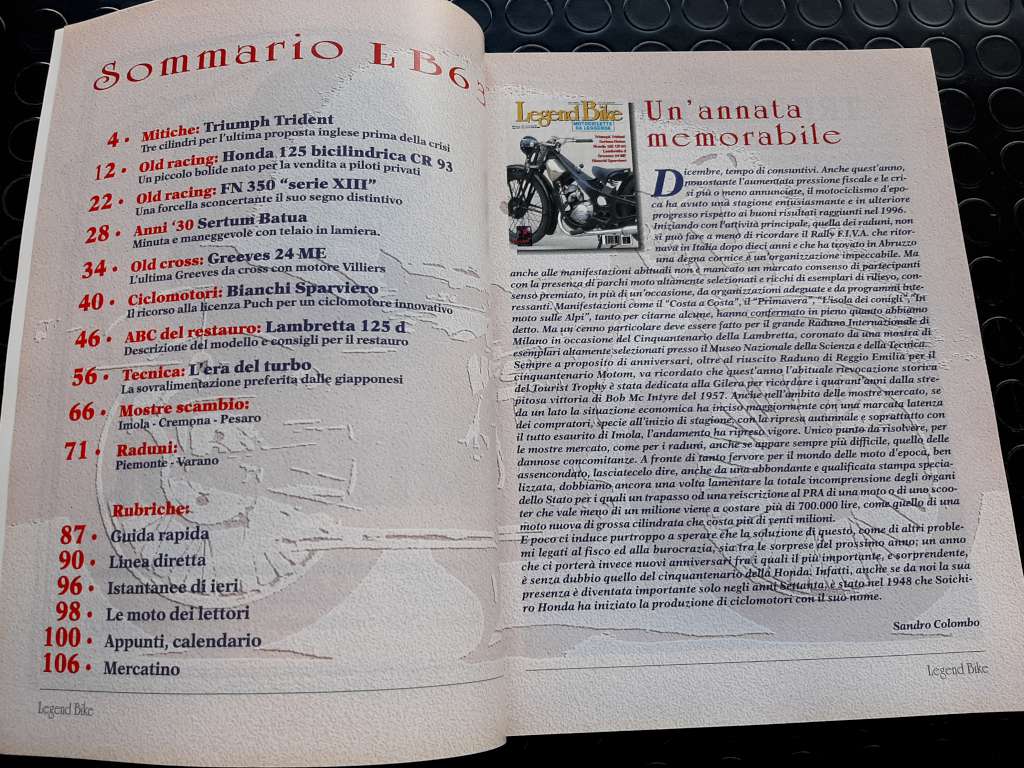 Sommario LB63
4 • Mitiche: Triumph Trident
Tre cilindri per l'ultima proposta inglese prima della crisi
12 • Old racing: Honda 125 bicilindrica CR 93
Un piccolo bolide nato per la vendita a piloti privati
22 • Old racing: FN 350 "serie XIII"
Una forcella sconcertante il suo segno distintivo
28 • Anni '30 Sertum Batua
Minuta e maneggevole con telaio in lamiera.
34 • Old cross: Greeves 24 ME
L'ultima Greeves da cross con motore Villiers
40 • Ciclomotori: Bianchi Sparviero
Il ricorso alla licenza Puch per un ciclomotore innovativo
46 • ABC del restauro: Lambretta 125 d
Descrizione del modello e consigli per il restauro
56 • Tecnica: L'era del turbo
La sovralimentazione preferita dalle giapponesi
66 • Mostre scambio:
Imola - Cremona - Pesaro
71 • Raduni:
Piemonte - Varano
Rubriche:
87 • Guida rapida
90 • Linea diretta
96 • Istantanee di ieri
98 • Le moto dei lettori
100 • Appunti, calendario
106 • Mercatino
Legend Bike
Legend Bike
MOTOCICLETTE
DA LEGGENDA
Un'annata
memorabile
Dicembre, tempo di consuntivi. Anche quest'anno,
nonostante l'aumentata pressione fiscale e le cri-
si più o meno annunciate, il motociclismo d'epo-
ca ha avuto una stagione entusiasmante e in ulteriore
progresso rispetto ai buoni risultati raggiunti nel 1996.
Iniziando con l'attività principale, quella dei raduni, non
si può fare a meno di ricordare il Rally F.I.V.A. che ritor-
nava in Italia dopo dieci anni e che ha trovato in Abruzzo
una degna cornice e un'organizzazione impeccabile. Ma
anche alle manifestazioni abituali non è mancato un marcato consenso di partecipanti
con la presenza di parchi moto altamente selezionati e ricchi di esemplari di rilievo, con-
senso premiato, in più di un'occasione, da organizzazioni adeguate e da programmi inte-
ressanti. Manifestazioni come il "Costa a Costa", il "Primavera", "L'isola dei conigli", "In
moto sulle Alpi", tanto per citarne alcune, hanno confermato in pieno quanto abbiamo
detto. Ma un cenno particolare deve essere fatto per il grande Raduno Internazionale di
Milano in occasione del Cinquantenario della Lambretta, coronato da una mostra di
esemplari altamente selezionati presso il Museo Nazionale della Scienza e della Tecnica.
Sempre a proposito di anniversari, oltre al riuscito Raduno di Reggio Emilia per il
cinquantenario Motom, va ricordato che quest'anno l'abituale rievocazione storica
del Tourist Trophy è stata dedicata alla Gilera per ricordare i quarant'anni dalla stre-
pitosa vittoria di Bob Mc Intyre del 1957. Anche nell'ambito delle mostre mercato, se
da un lato la situazione economica ha inciso maggiormente con una marcata latenza
dei compratori, specie all'inizio di stagione, con la ripresa autunnale e soprattutto con
il tutto esaurito di Imola, l'andamento ha ripreso vigore. Unico punto da risolvere, per
le mostre mercato, come per i raduni, anche se appare sempre più difficile, quello delle
dannose concomitanze. A fronte di tanto fervore per il mondo delle moto d'epoca, ben
assencondato, lasciatecelo dire, anche da una abbondante e qualificata stampa specia-
lizzata, dobbiamo ancora una volta lamentare la totale incomprensione degli organi
dello Stato per i quali un trapasso od una reiscrizione al PRA di una moto o di uno scoo-
ter che vale meno di un milione viene a costare più di 700.000 lire, come quello di una
moto nuova di grossa cilindrata che costa più di venti milioni.
E poco ci induce purtroppo a sperare che la soluzione di questo, come di altri proble-
mi legati al fisco ed alla burocrazia, sia tra le sorprese del prossimo anno; un anno
che ci porterà invece nuovi anniversari fra i quali il più importante, e sorprendente,
è senza dubbio quello del cinquantenario della Honda. Infatti, anche se da noi la sua
presenza è diventata importante solo negli anni Settanta, è stato nel 1948 che Soichi-
ro Honda ha iniziato la produzione di ciclomotori con il suo nome.
Sandro Colombo
Legend Bike